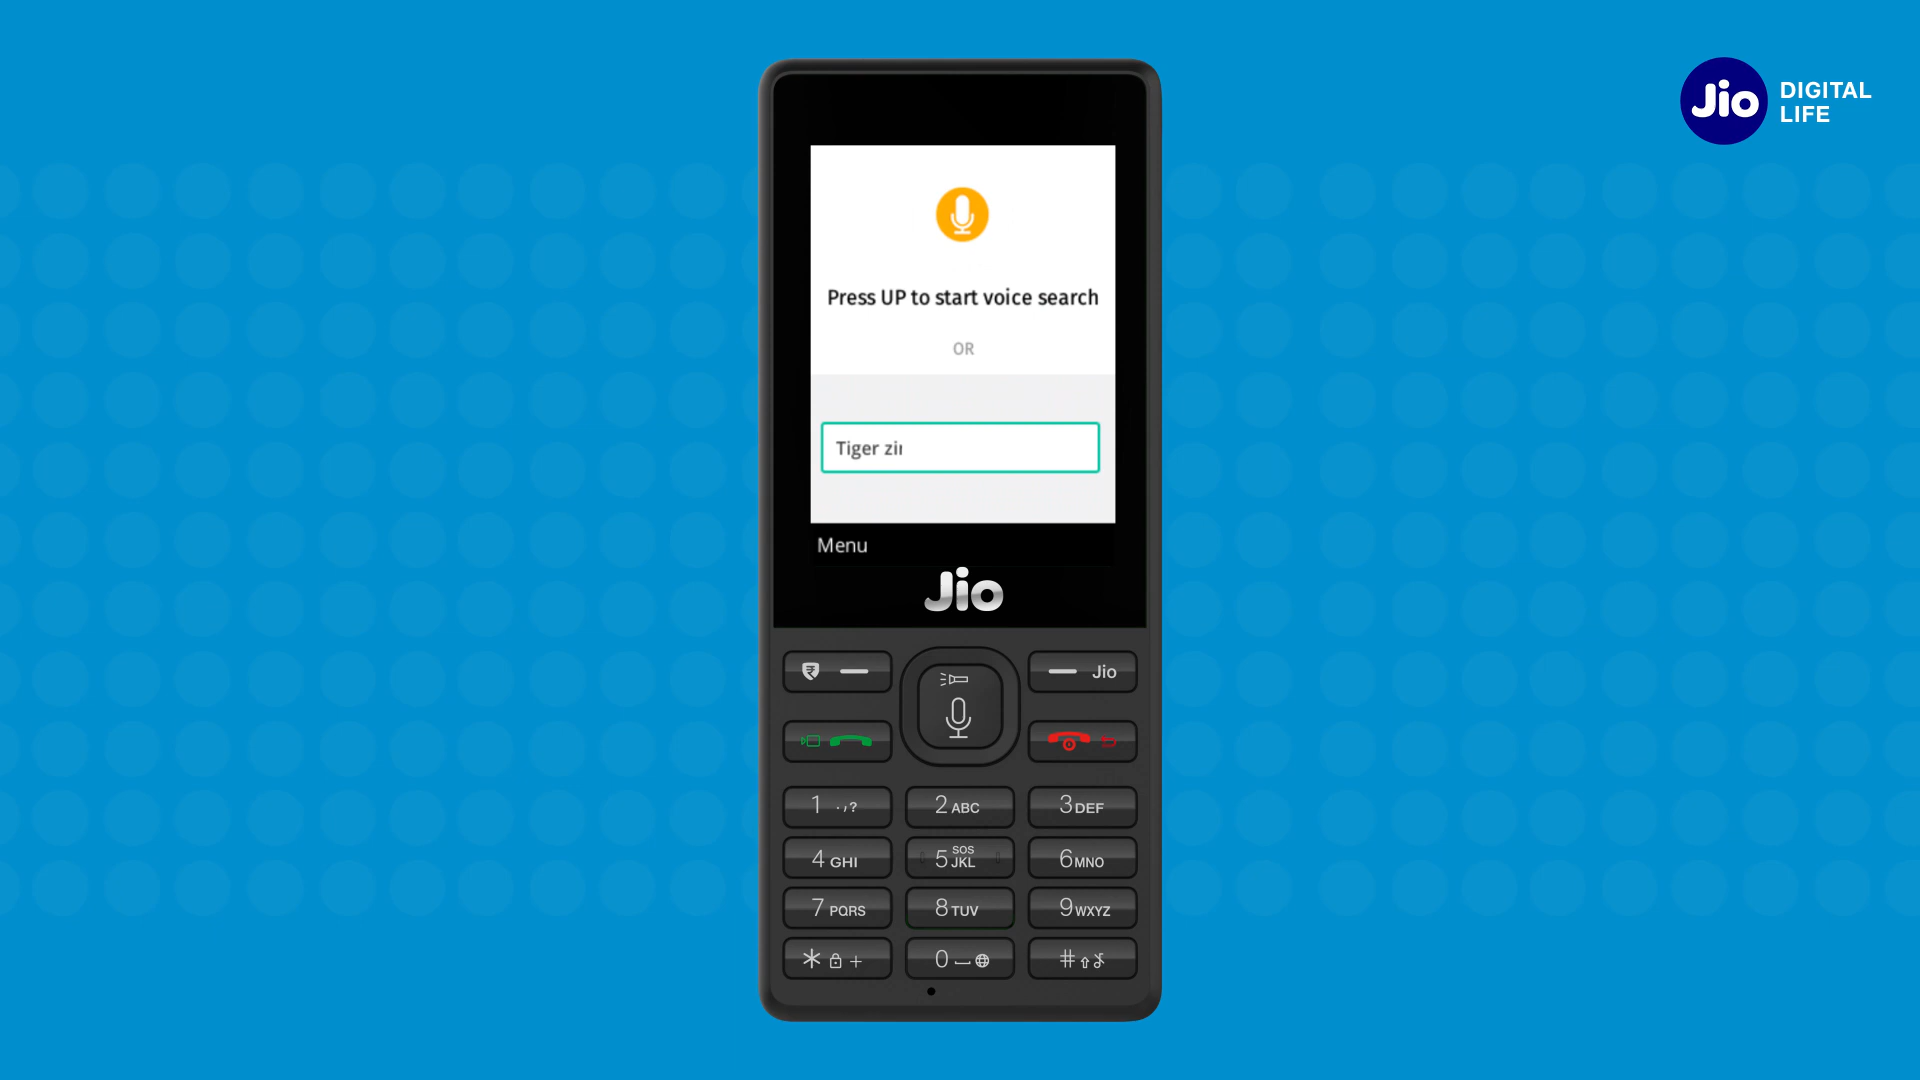 Jio DIGITAL
LIFE
Press UP to start voice search
OR
Tiger zi
Menu
Jio
₹ Jio
1 .,?
2 ABC
3 DEF
4 GHI
5 SOS JKL
6 MNO
7 PQRS
8 TUV
9 WXYZ
* +
0
#